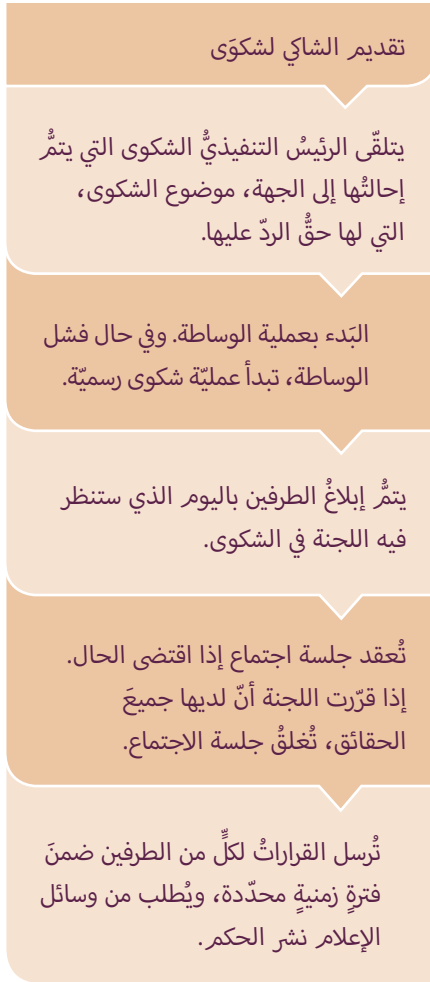 تقديم الشاكي لشكوَى
يتلقّى الرئيسُ التنفيذيُّ الشكوى التي يتمُّ
إحالتُها إلى الجهة، موضوع الشكوى،
التي لها حقُّ الردّ عليها.
البَدء بعملية الوساطة. وفي حال فشل
الوساطة، تبدأ عمليّة شكوى رسميّة.
يتمُّ إبلاغُ الطرفين باليوم الذي ستنظر
فيه اللجنة في الشكوى.
تُعقد جلسة اجتماع إذا اقتضى الحال.
إذا قرّرت اللجنة أنّ لديها جميعَ
الحقائق، تُغلقُ جلسة الاجتماع.
تُرسل القراراتُ لكلٍّ من الطرفين ضمنَ
فترةٍ زمنيةٍ محدّدة، ويُطلب من وسائل
الإعلام نشر الحكم.